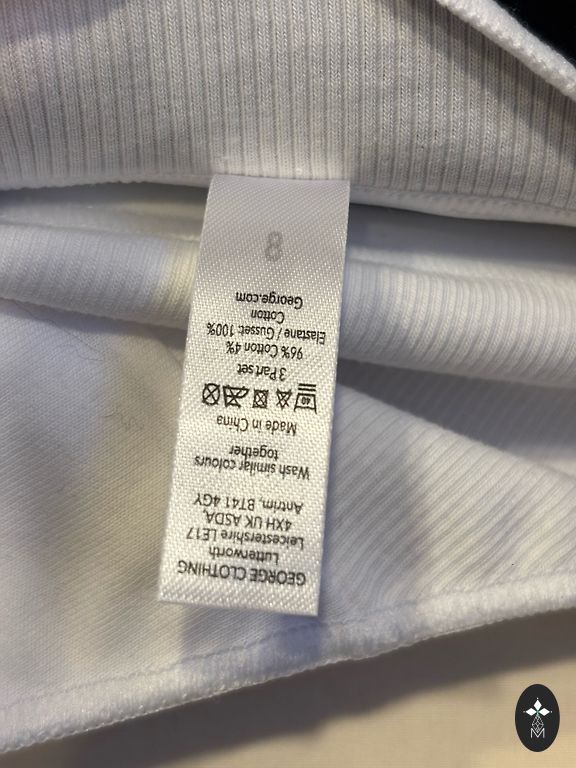 GEORGE CLOTHING
Lutterworth
Leicestershire LE17
4XH UK ASDA,
Antrim, BT41 4GY
Wash similar colours
together
Made in China
40
3 Part set
96% Cotton 4%
Elastane / Gusset: 100%
Cotton
George.com
8
M